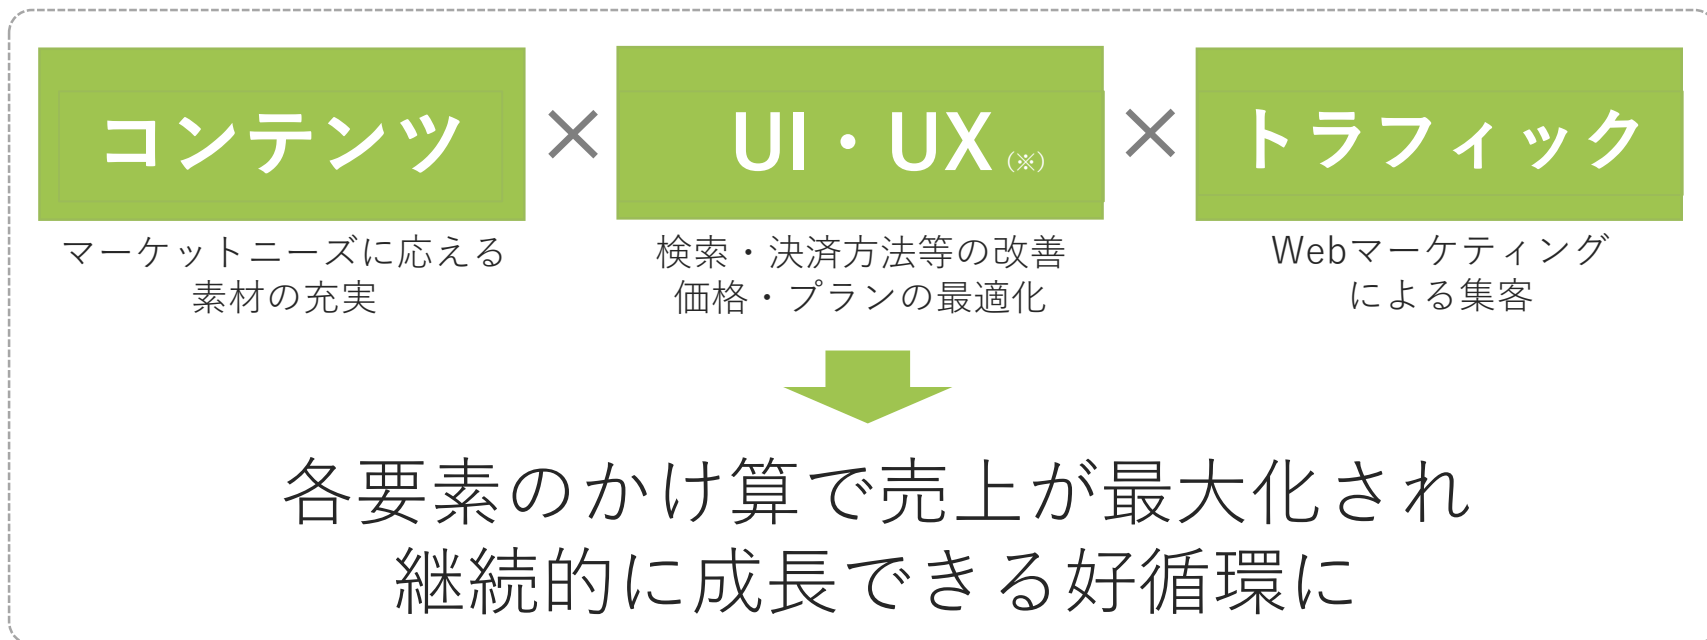 コンテンツ × UI・UX(※) × トラフィック
マーケットニーズに応える
素材の充実
検索・決済方法等の改善
価格・プランの最適化
Webマーケティング
による集客
各要素のかけ算で売上が最大化され
継続的に成長できる好循環に